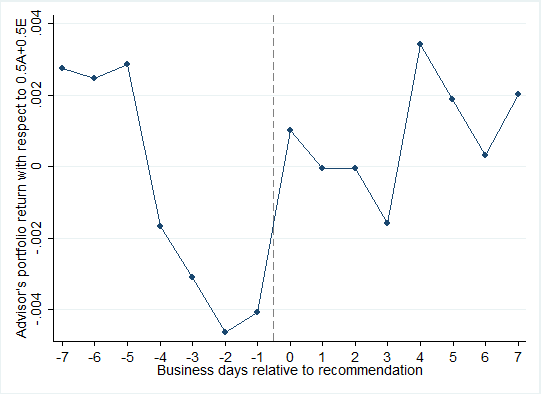 Advisor's portfolio return with respect to 0.5A+0.5E
.004
.002
0
-.002
-.004
-7 -6 -5 -4 -3 -2 -1 0 1 2 3 4 5 6 7
Business days relative to recommendation